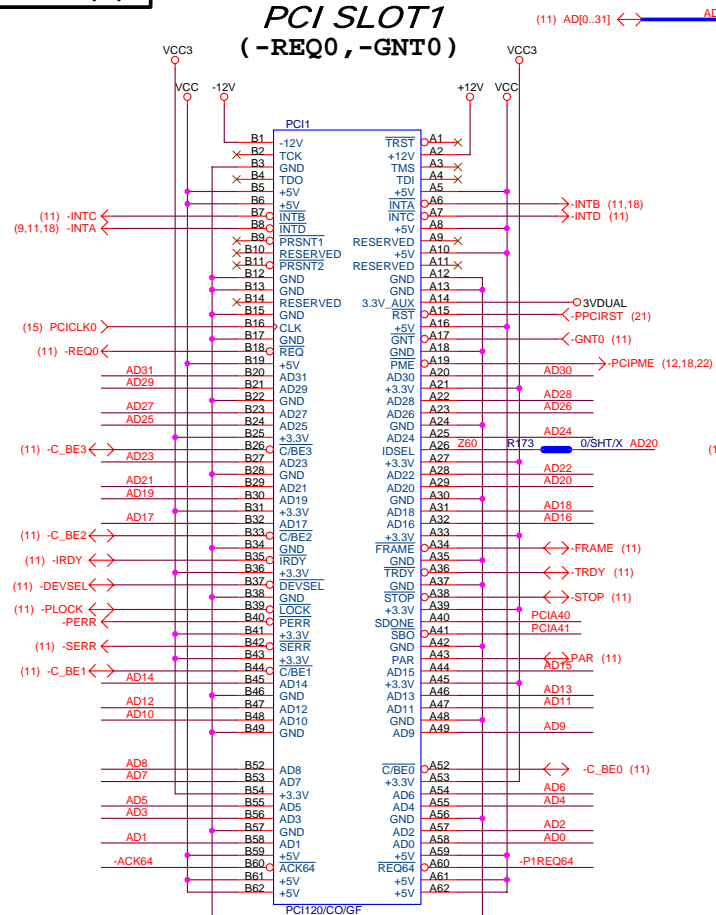 PCI SLOT1
(-REQ0,-GNT0)
(11) AD[0..31]
VCC3 VCC -12V +12V VCC VCC3
PCI1
B1 -12V TRST A1
B2 TCK +12V A2
B3 GND TMS A3
B4 TDO TDI A4
B5 +5V +5V A5
B6 +5V INTA A6 -INTB (11,18)
(11) -INTC B7 INTB INTC A7 -INTD (11)
(9,11,18) -INTA B8 INTD +5V A8
B9 PRSNT1 RESERVED A9
B10 RESERVED +5V A10
B11 PRSNT2 RESERVED A11
B12 GND GND A12
B13 GND GND A13
B14 RESERVED 3.3V_AUX A14 3VDUAL
B15 GND RST A15 -PPCIRST (21)
(15) PCICLK0 B16 CLK +5V A16
B17 GND GNT A17 -GNT0 (11)
(11) -REQ0 B18 REQ GND A18
B19 +5V PME A19 -PCIPME (12,18,22)
AD31 B20 AD31 AD30 A20 AD30
AD29 B21 AD29 +3.3V A21
B22 GND AD28 A22 AD28
AD27 B23 AD27 AD26 A23 AD26
AD25 B24 AD25 GND A24
B25 +3.3V AD24 A25 AD24
(11) -C_BE3 B26 C/BE3 IDSEL A26 Z60 R173 0/SHT/X AD20
AD23 B27 AD23 +3.3V A27
B28 GND AD22 A28 AD22
AD21 B29 AD21 AD20 A29 AD20
AD19 B30 AD19 GND A30
B31 +3.3V AD18 A31 AD18
AD17 B32 AD17 AD16 A32 AD16
(11) -C_BE2 B33 C/BE2 +3.3V A33
B34 GND FRAME A34 -FRAME (11)
(11) -IRDY B35 IRDY GND A35
B36 +3.3V TRDY A36 -TRDY (11)
(11) -DEVSEL B37 DEVSEL GND A37
B38 GND STOP A38 -STOP (11)
(11) -PLOCK B39 LOCK +3.3V A39
-PERR B40 PERR SDONE A40 PCIA40
B41 +3.3V SBO A41 PCIA41
(11) -SERR B42 SERR GND A42
B43 +3.3V PAR A43 PAR (11)
(11) -C_BE1 B44 C/BE1 AD15 A44 AD15
AD14 B45 AD14 +3.3V A45
B46 GND AD13 A46 AD13
AD12 B47 AD12 AD11 A47 AD11
AD10 B48 AD10 GND A48
B49 GND AD9 A49 AD9
AD8 B52 AD8 C/BE0 A52 -C_BE0 (11)
AD7 B53 AD7 +3.3V A53
B54 +3.3V AD6 A54 AD6
AD5 B55 AD5 AD4 A55 AD4
AD3 B56 AD3 GND A56
B57 GND AD2 A57 AD2
AD1 B58 AD1 AD0 A58 AD0
B59 +5V +5V A59
-ACK64 B60 ACK64 REQ64 A60 -P1REQ64
B61 +5V +5V A61
B62 +5V +5V A62
PCI120/CO/GF